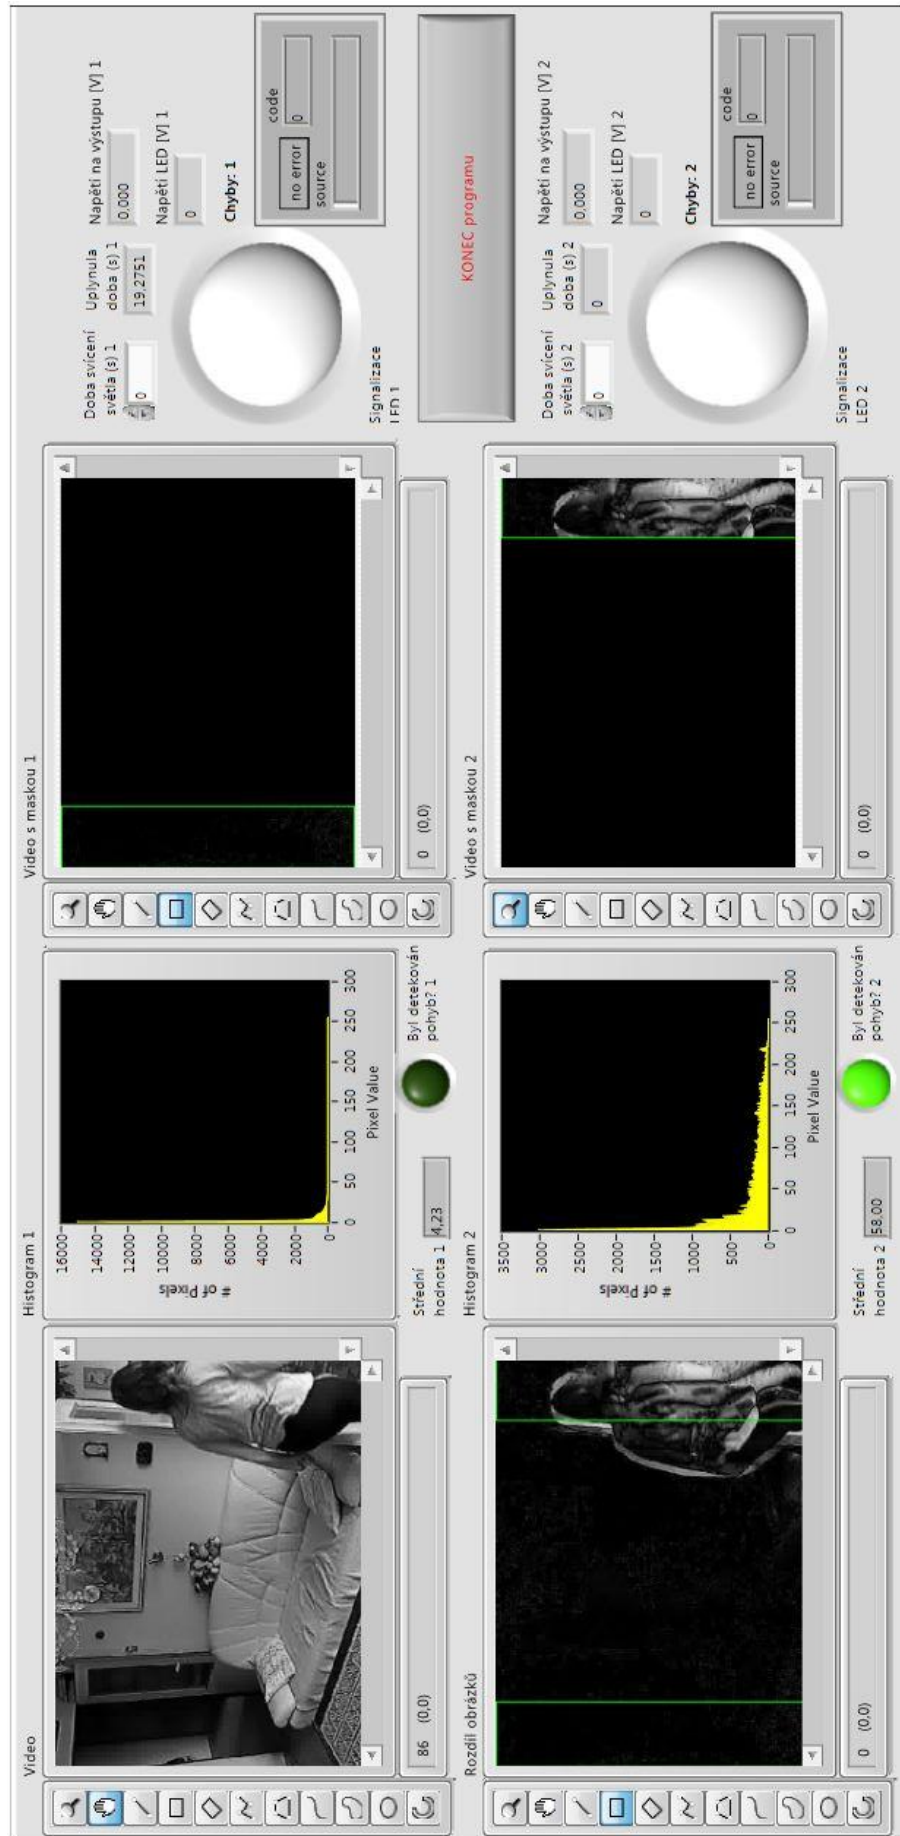 Video
86 (0,0)
Histogram 1
# of Pixels
16000
14000
12000
10000
8000
6000
4000
2000
0
0 50 100 150 200 250 300
Pixel Value
Střední
hodnota 1
4,23
Byl detekován
pohyb? 1
Video s maskou 1
0 (0,0)
Doba svícení
světla (s) 1
0
Uplynula
doba (s) 1
19,2751
Napětí na výstupu [V] 1
0,000
Napětí LED [V] 1
0
Signalizace
LED 1
Chyby: 1
no error
code
0
source
KONEC programu
Rozdíl obrázků
0 (0,0)
Histogram 2
# of Pixels
3500
3000
2500
2000
1500
1000
500
0
0 50 100 150 200 250 300
Pixel Value
Střední
hodnota 2
58,00
Byl detekován
pohyb? 2
Video s maskou 2
0 (0,0)
Doba svícení
světla (s) 2
0
Uplynula
doba (s) 2
0
Napětí na výstupu [V] 2
0,000
Napětí LED [V] 2
0
Signalizace
LED 2
Chyby: 2
no error
code
0
source